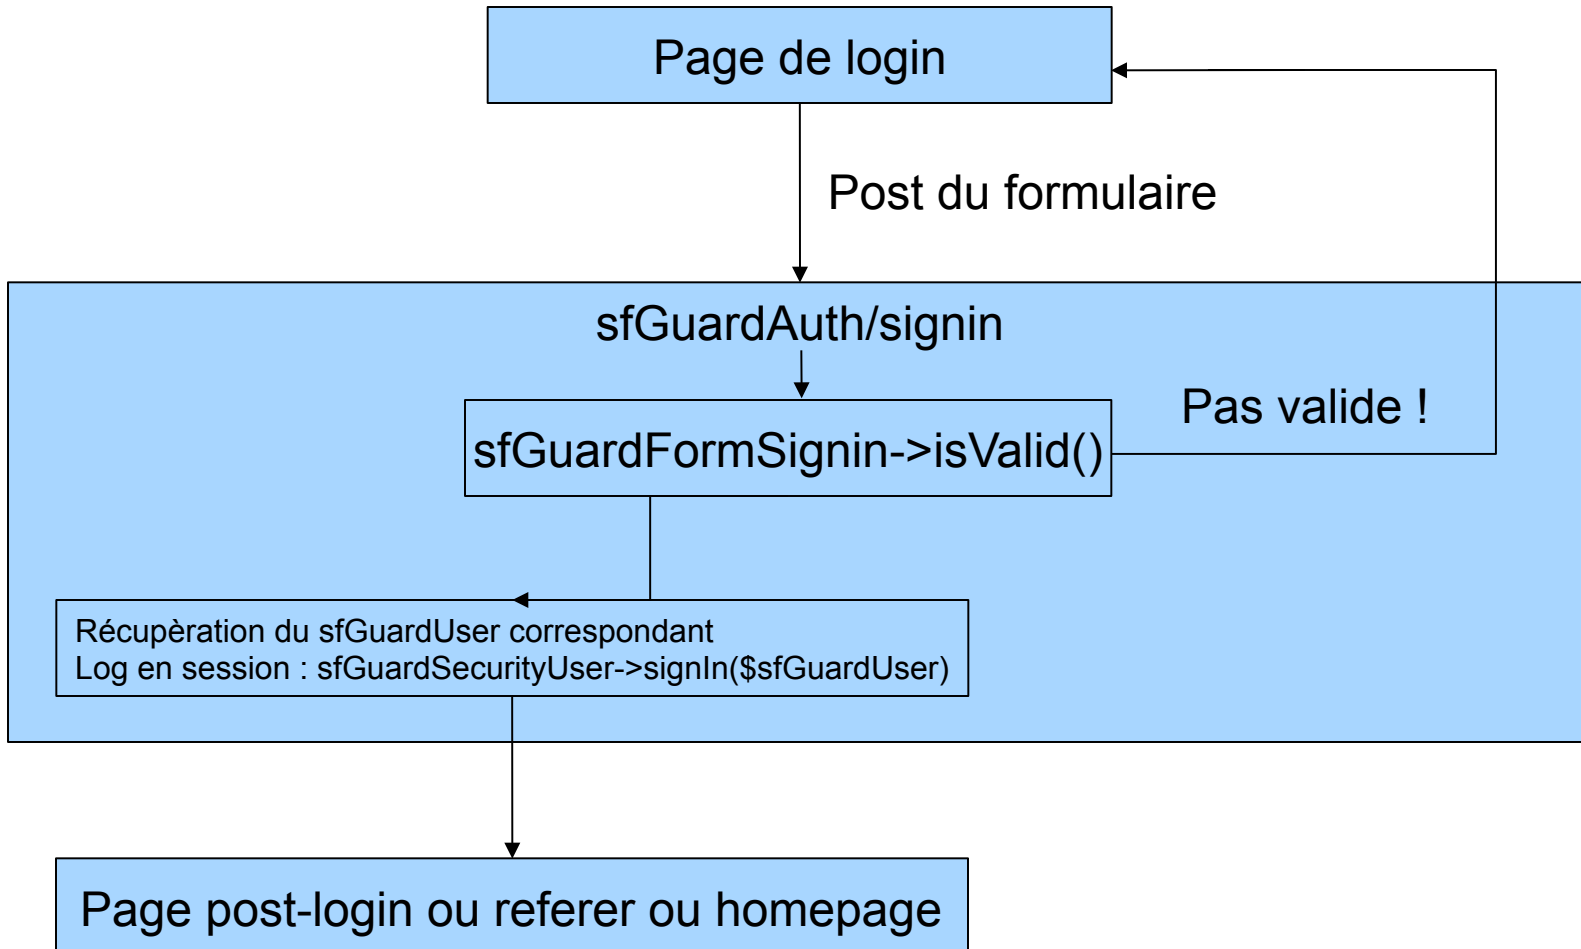 Page de login
Post du formulaire
sfGuardAuth/signin
Pas valide !
sfGuardFormSignin->isValid()
Récupèration du sfGuardUser correspondant
Log en session : sfGuardSecurityUser->signIn($sfGuardUser)
Page post-login ou referer ou homepage